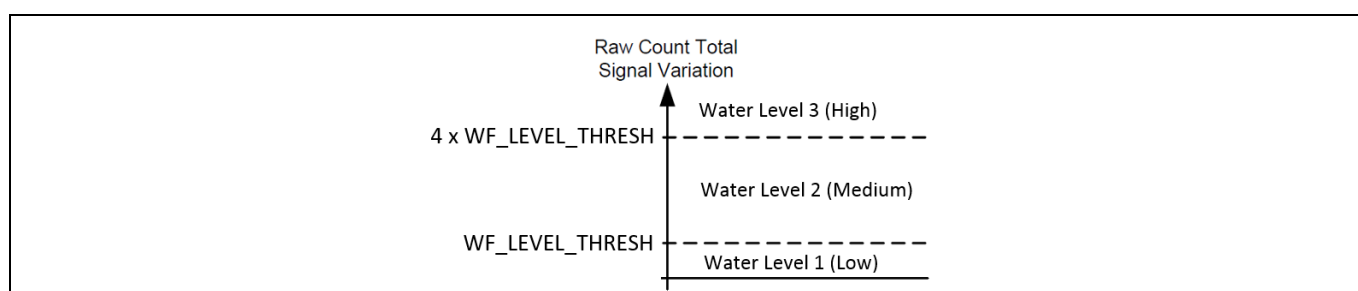 Raw Count Total
Signal Variation
Water Level 3 (High)
4 x WF_LEVEL_THRESH
Water Level 2 (Medium)
WF_LEVEL_THRESH
Water Level 1 (Low)